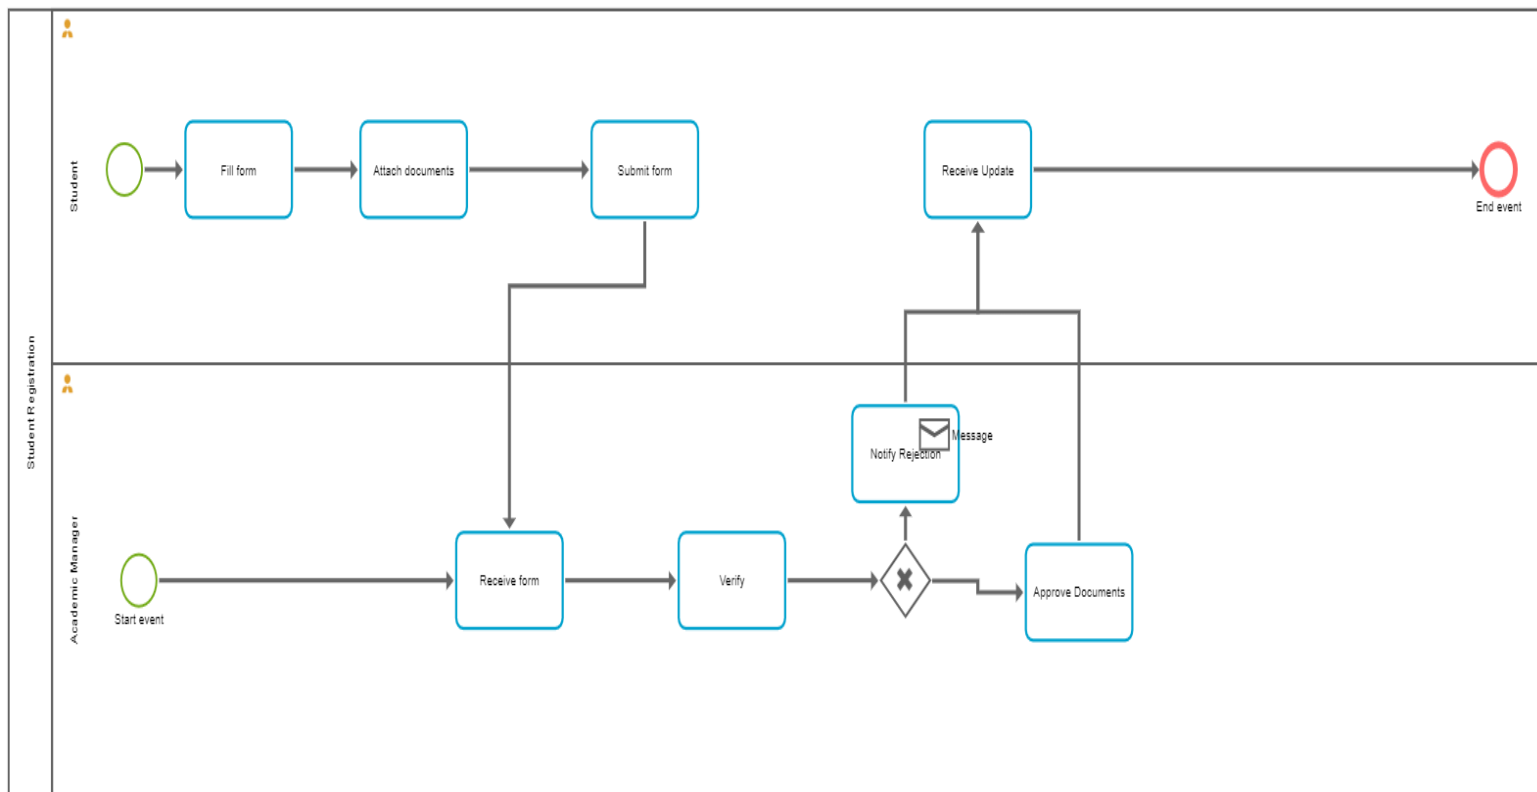 Student Registration
Student
Fill form
Attach documents
Submit form
Receive Update
End event
Academic Manager
Start event
Receive form
Verify
Notify Rejection
Message
Approve Documents